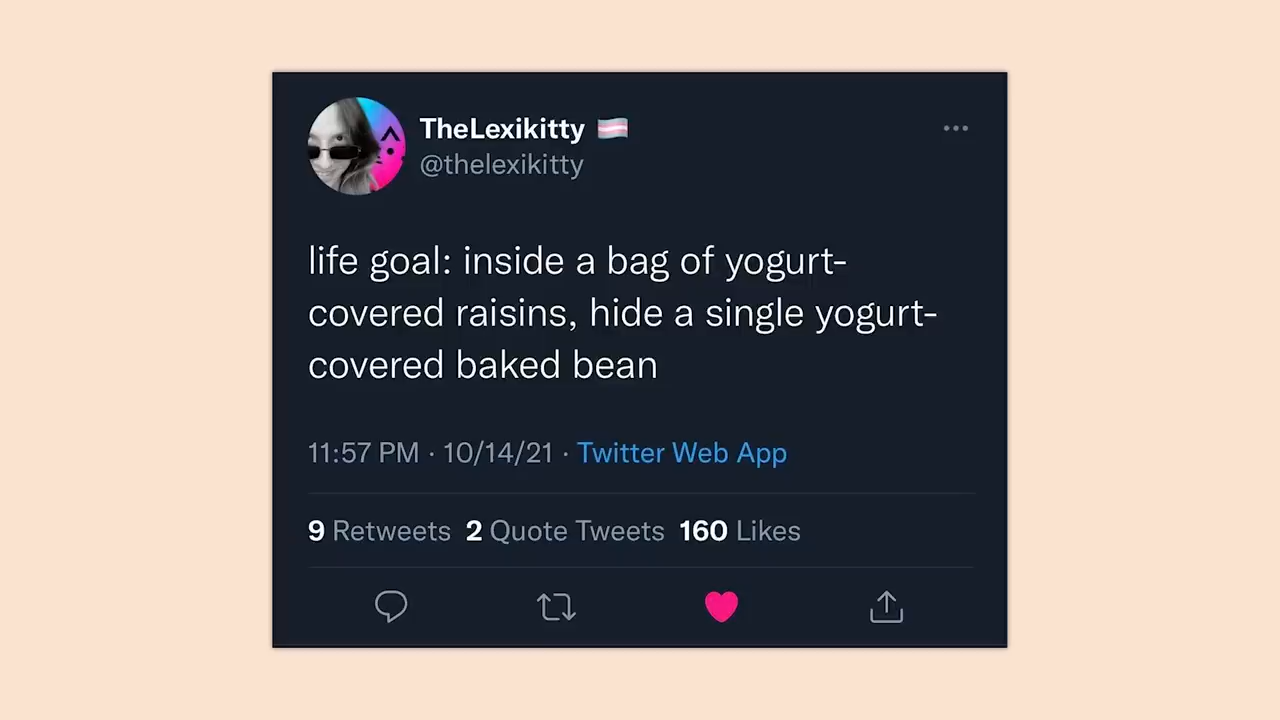 TheLexikitty 🏳️‍⚧️
@thelexikitty
life goal: inside a bag of yogurt-
covered raisins, hide a single yogurt-
covered baked bean
11:57 PM · 10/14/21 · Twitter Web App
9 Retweets 2 Quote Tweets 160 Likes